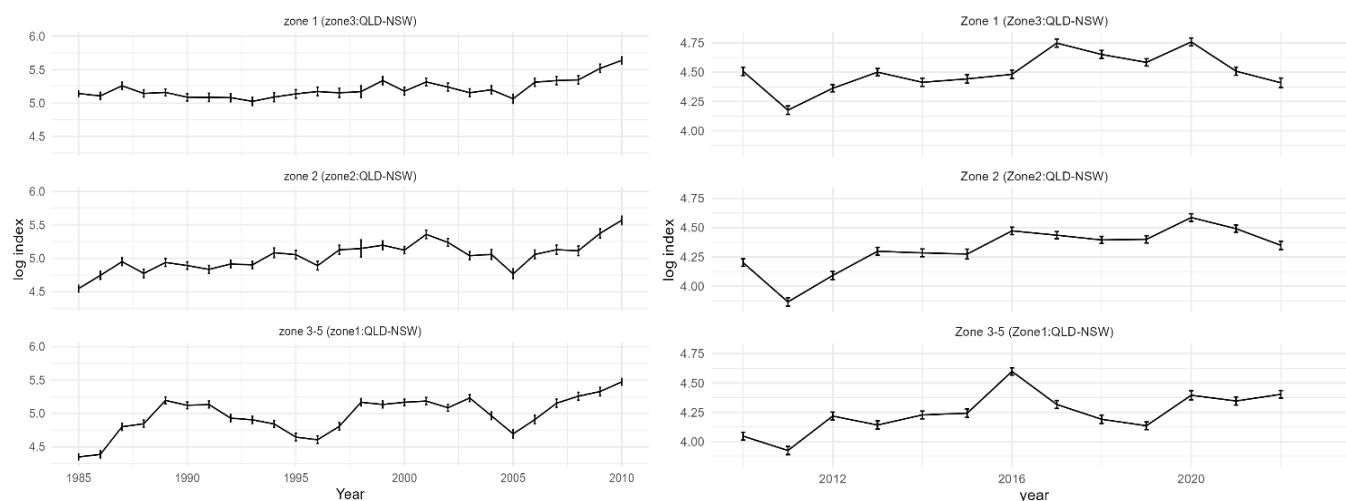 zone 1 (zone3:QLD-NSW)
6.0
5.5
5.0
4.5
zone 2 (zone2:QLD-NSW)
6.0
5.5
5.0
4.5
zone 3-5 (zone1:QLD-NSW)
6.0
5.5
5.0
4.5
log index
1985 1990 1995 2000 2005 2010
Year
Zone 1 (Zone3:QLD-NSW)
4.75
4.50
4.25
4.00
Zone 2 (Zone2:QLD-NSW)
4.75
4.50
4.25
4.00
Zone 3-5 (Zone1:QLD-NSW)
4.75
4.50
4.25
4.00
log index
2012 2016 2020
year